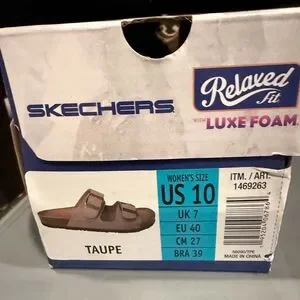 Relaxed
Fit
SKECHERS
WITH LUXE FOAM
WOMEN'S SIZE
US 10
UK 7
EU 40
CM 27
BRA 39
ITM. / ART.
1469263
TAUPE
MADE IN CHINA